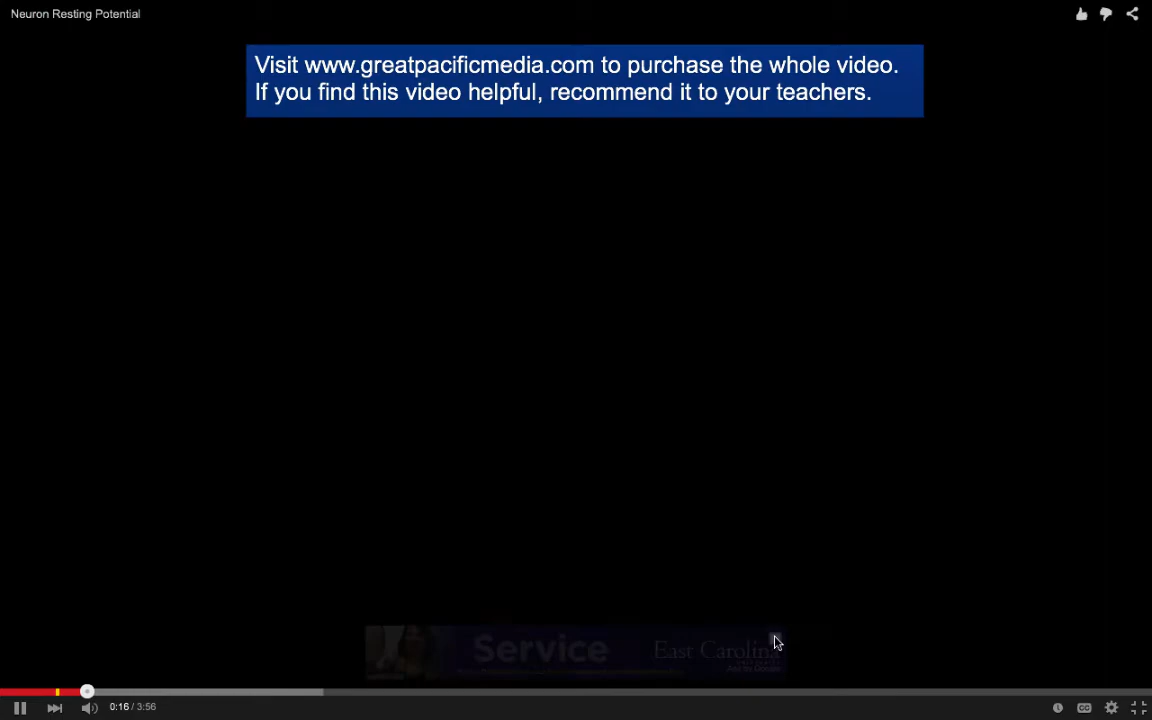 Neuron Resting Potential
Visit www.greatpacificmedia.com to purchase the whole video.
If you find this video helpful, recommend it to your teachers.
Service East Carolina
0:16 / 3:56
CC